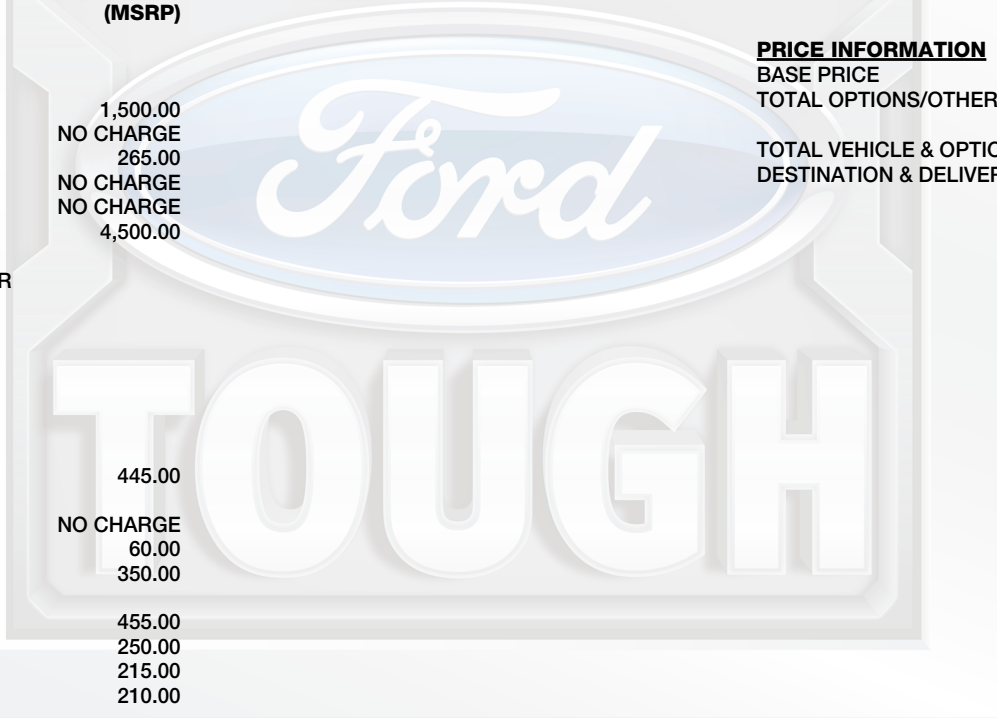 (MSRP)
1,500.00
NO CHARGE
265.00
NO CHARGE
NO CHARGE
4,500.00
R
445.00
NO CHARGE
60.00
350.00
455.00
250.00
215.00
210.00
PRICE INFORMATION
BASE PRICE
TOTAL OPTIONS/OTHER
TOTAL VEHICLE & OPTIO
DESTINATION & DELIVER
Ford
TOUGH